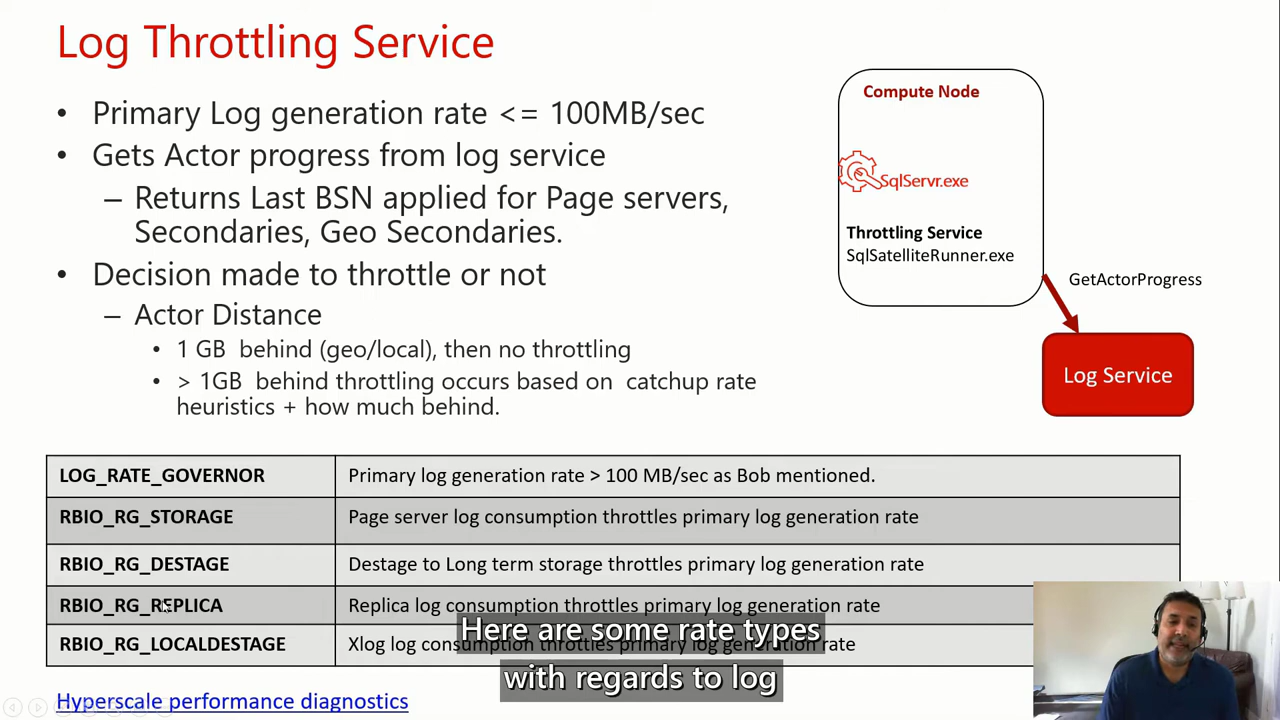 Log Throttling Service
• Primary Log generation rate <= 100MB/sec
• Gets Actor progress from log service
– Returns Last BSN applied for Page servers,
Secondaries, Geo Secondaries.
• Decision made to throttle or not
– Actor Distance
• 1 GB behind (geo/local), then no throttling
• > 1GB behind throttling occurs based on catchup rate
heuristics + how much behind.
Compute Node
SqlServr.exe
Throttling Service
SqlSatelliteRunner.exe
GetActorProgress
Log Service
LOG_RATE_GOVERNOR Primary log generation rate > 100 MB/sec as Bob mentioned.
RBIO_RG_STORAGE Page server log consumption throttles primary log generation rate
RBIO_RG_DESTAGE Destage to Long term storage throttles primary log generation rate
RBIO_RG_REPLICA Replica log consumption throttles primary log generation rate
RBIO_RG_LOCALDESTAGE Xlog log consumption throttles primary log generation rate
Here are some rate types
with regards to log
Hyperscale performance diagnostics